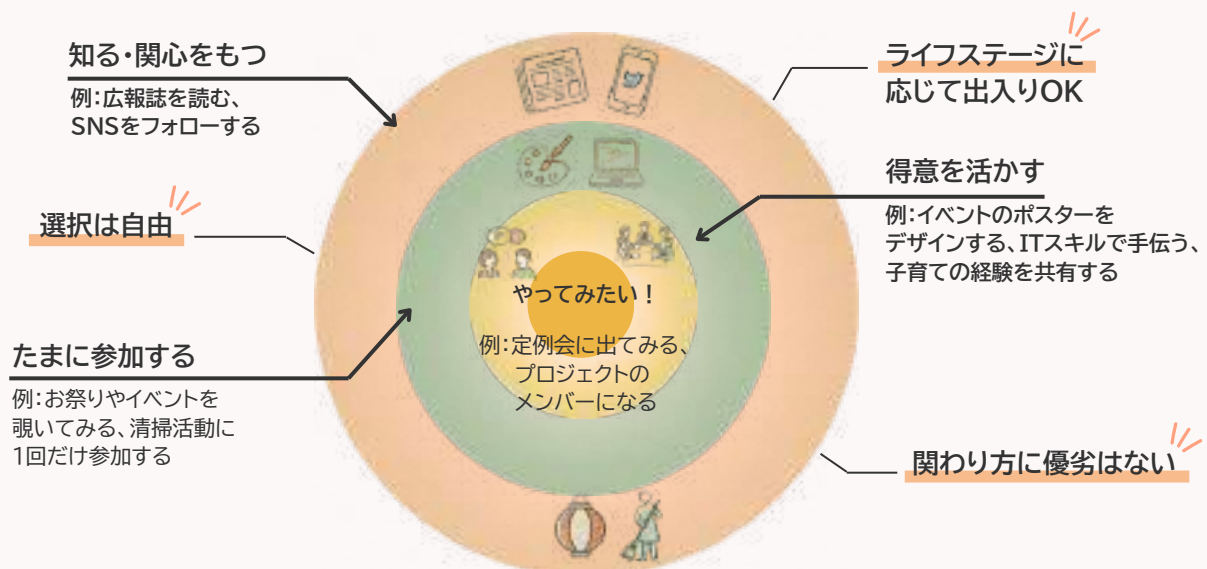 知る・関心をもつ
例：広報誌を読む、
SNSをフォローする
ライフステージに
応じて出入りOK
選択は自由
得意を活かす
例：イベントのポスターを
デザインする、ITスキルで手伝う、
子育ての経験を共有する
やってみたい！
例：定例会に出てみる、
プロジェクトの
メンバーになる
たまに参加する
例：お祭りやイベントを
覗いてみる、清掃活動に
1回だけ参加する
関わり方に優劣はない